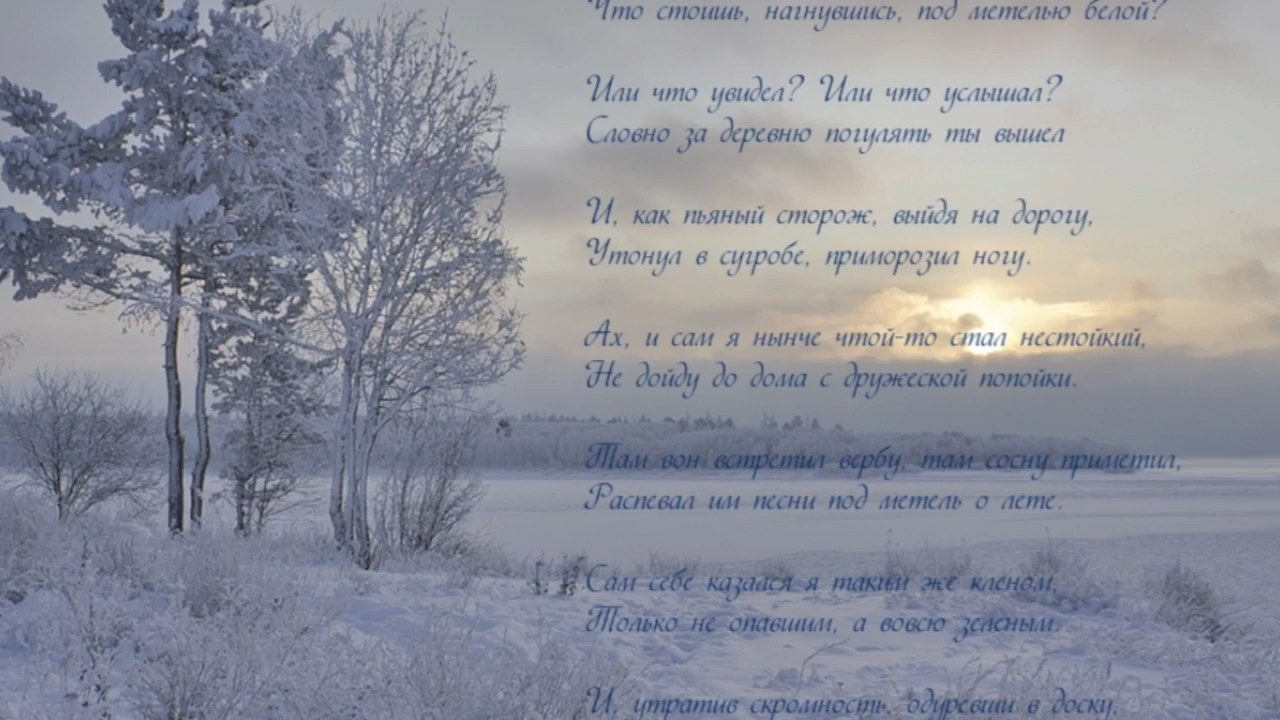 Что стоишь, нагнувшись, под метелью белой?
Или что увидел? Или что услышал?
Словно за деревню погулять ты вышел
И, как пьяный сторож, выйдя на дорогу,
Утонул в сугробе, приморозил ногу.
Ах, и сам я нынче чтой-то стал нестойкий,
Не дойду до дома с дружеской попойки.
Там вон встретил вербу, там сосну приметил,
Распевал им песни под метель о лете.
Сам себе казался я таким же кленом,
Только не опавшим, а вовсю зеленым.
И, утратив скромность, одуревши в доску,